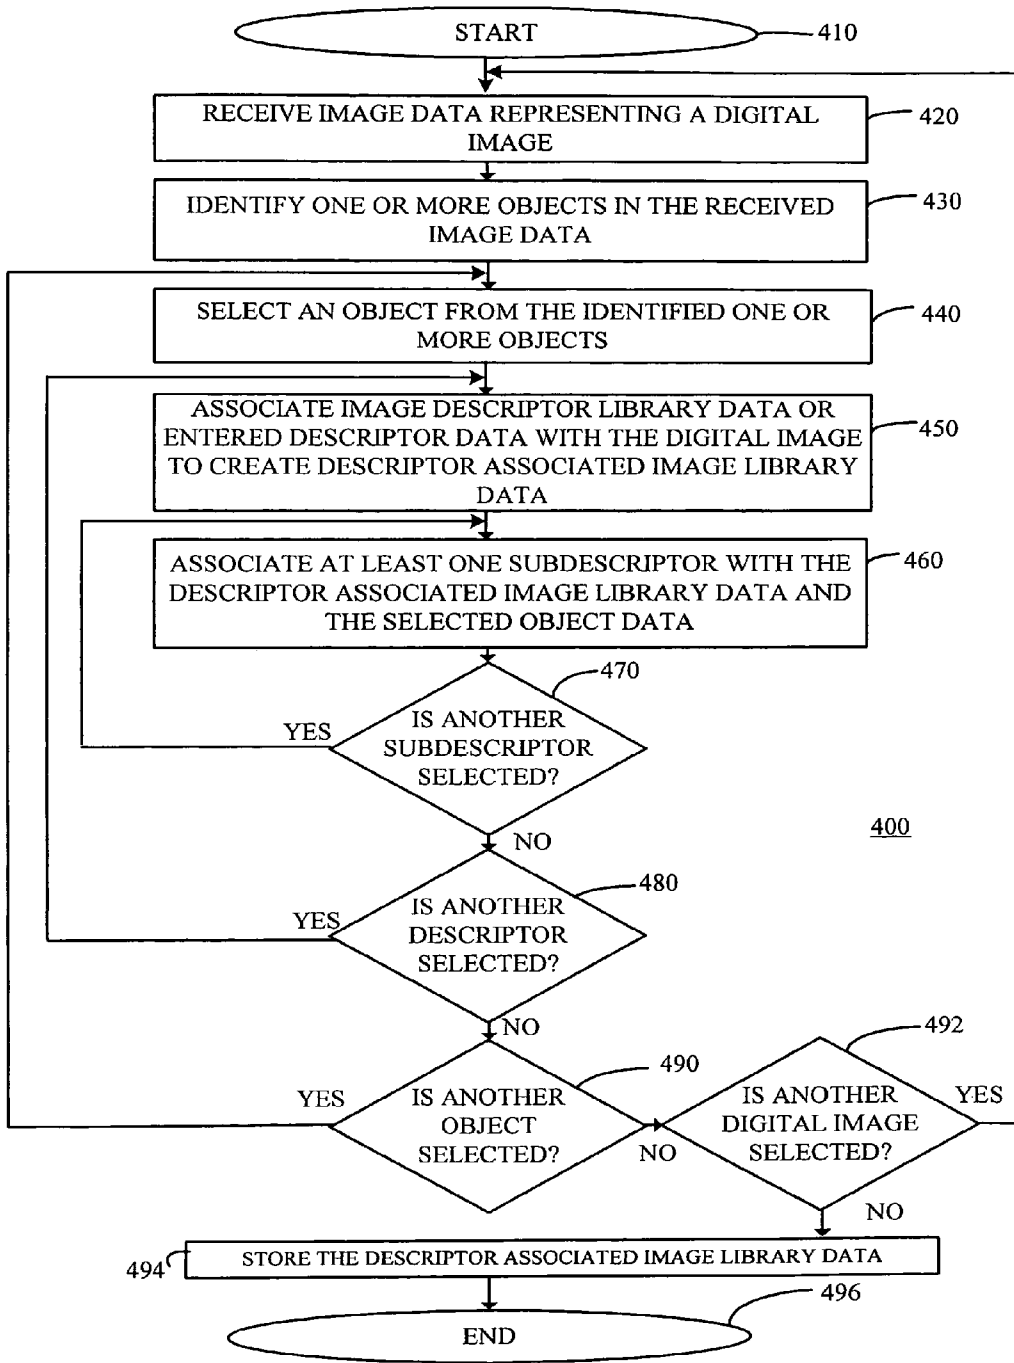 START
410
RECEIVE IMAGE DATA REPRESENTING A DIGITAL
IMAGE
420
IDENTIFY ONE OR MORE OBJECTS IN THE RECEIVED
IMAGE DATA
430
SELECT AN OBJECT FROM THE IDENTIFIED ONE OR
MORE OBJECTS
440
ASSOCIATE IMAGE DESCRIPTOR LIBRARY DATA OR
ENTERED DESCRIPTOR DATA WITH THE DIGITAL IMAGE
TO CREATE DESCRIPTOR ASSOCIATED IMAGE LIBRARY
DATA
450
ASSOCIATE AT LEAST ONE SUBDESCRIPTOR WITH THE
DESCRIPTOR ASSOCIATED IMAGE LIBRARY DATA AND
THE SELECTED OBJECT DATA
460
470
YES
IS ANOTHER
SUBDESCRIPTOR
SELECTED?
NO
400
480
YES
IS ANOTHER
DESCRIPTOR
SELECTED?
NO
490
YES
IS ANOTHER
OBJECT
SELECTED?
NO
492
IS ANOTHER
DIGITAL IMAGE
SELECTED?
YES
NO
494
STORE THE DESCRIPTOR ASSOCIATED IMAGE LIBRARY DATA
496
END